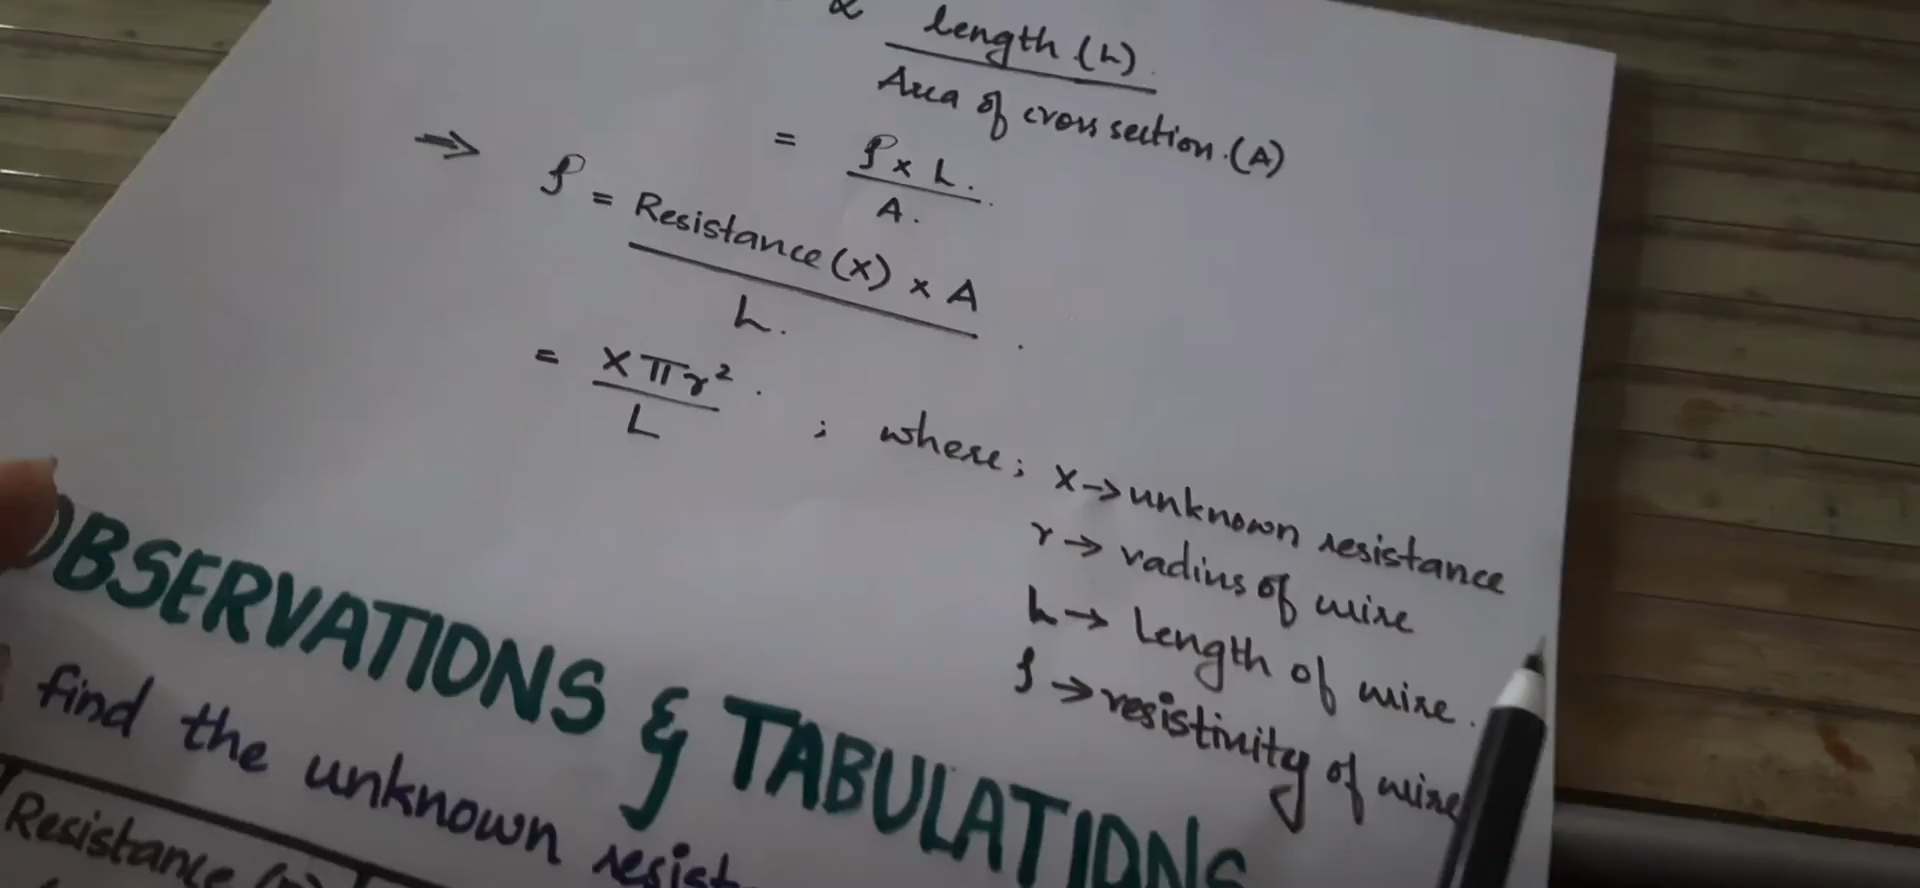 ∝ length (L).
Area of cross section. (A)
= ρ x L.
A.
⇒ ρ = Resistance (X) x A
L.
= Xπr² .
L
; where; X → unknown resistance
r → radius of wire
L → Length of wire.
ρ → resistivity of wire
OBSERVATIONS & TABULATIONS
find the unknown
Resistance